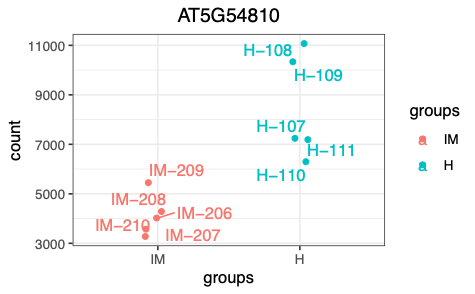 AT5G54810
count
11000
9000
7000
5000
3000
H−108
H−109
H−107
H−111
H−110
IM−209
IM−208
IM−206
IM−210
IM−207
IM
H
groups
groups
a IM
a H